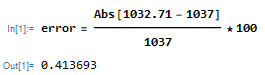 In[1]:= error = Abs[1032.71 - 1037] / 1037 * 100
Out[1]= 0.413693